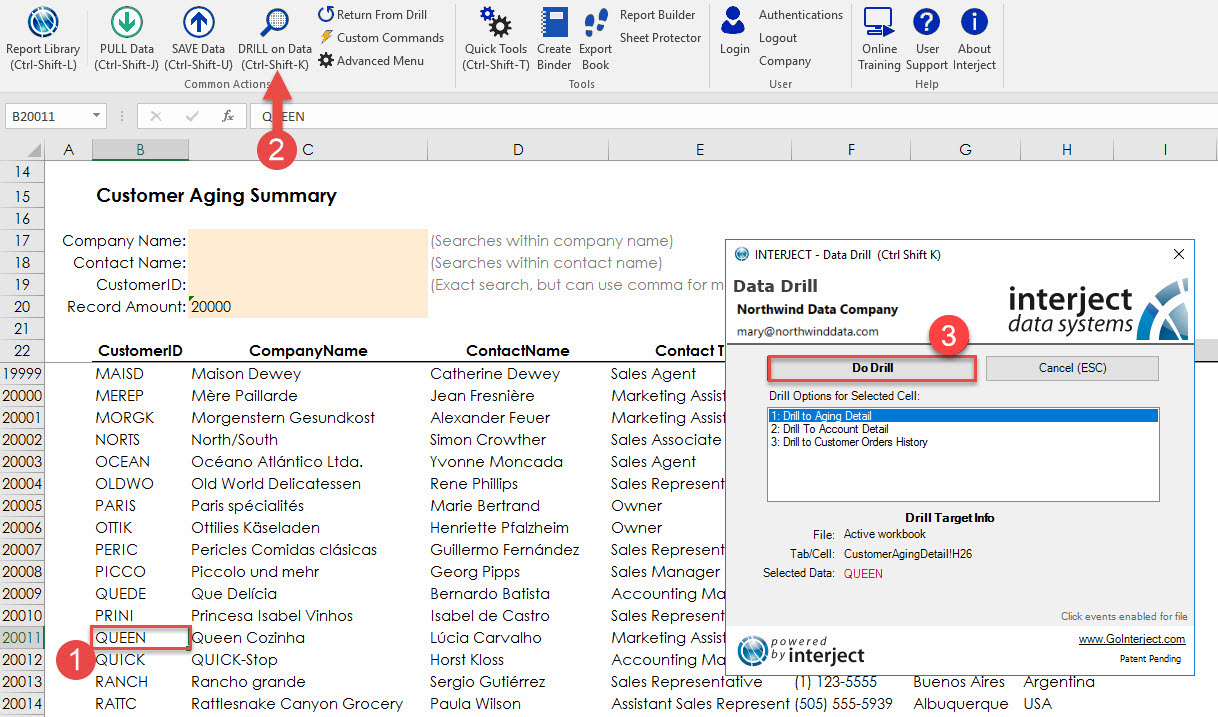 Report Library (Ctrl-Shift-L)
PULL Data (Ctrl-Shift-J)
SAVE Data (Ctrl-Shift-U)
DRILL on Data (Ctrl-Shift-K)
Return From Drill
Custom Commands
Advanced Menu
Common Actions
Quick Tools (Ctrl-Shift-T)
Create Binder
Export Book
Report Builder
Sheet Protector
Tools
Login
Authentications
Logout
Company
User
Online Training
User Support
About Interject
Help
B20011 fx QUEEN
2
A B C D E F G H I
14
15 Customer Aging Summary
16
17 Company Name: (Searches within company name)
18 Contact Name: (Searches within contact name)
19 CustomerID: (Exact search, but can use comma for m
20 Record Amount: 20000
21
22 CustomerID CompanyName ContactName Contact T
19999 MAISD Maison Dewey Catherine Dewey Sales Agent
20000 MEREP Mère Paillarde Jean Fresnière Marketing Assist
20001 MORGK Morgenstern Gesundkost Alexander Feuer Marketing Assist
20002 NORTS North/South Simon Crowther Sales Associate
20003 OCEAN Océano Atlántico Ltda. Yvonne Moncada Sales Agent
20004 OLDWO Old World Delicatessen Rene Phillips Sales Represent
20005 PARIS Paris spécialités Marie Bertrand Owner
20006 OTTIK Ottilies Käseladen Henriette Pfalzheim Owner
20007 PERIC Pericles Comidas clásicas Guillermo Fernández Sales Represent
20008 PICCO Piccolo und mehr Georg Pipps Sales Manager
20009 QUEDE Que Delícia Bernardo Batista Accounting Ma
20010 PRINI Princesa Isabel Vinhos Isabel de Castro Sales Represent
20011 QUEEN Queen Cozinha Lúcia Carvalho Marketing Assist
1
20012 QUICK QUICK-Stop Horst Kloss Accounting Ma
20013 RANCH Rancho grande Sergio Gutiérrez Sales Representative (1) 123-5555 Buenos Aires Argentina
20014 RATTC Rattlesnake Canyon Grocery Paula Wilson Assistant Sales Represent (505) 555-5939 Albuquerque USA
INTERJECT - Data Drill (Ctrl Shift K)
Data Drill
Northwind Data Company
mary@northwinddata.com
interject
data systems
3
Do Drill
Cancel (ESC)
Drill Options for Selected Cell:
1: Drill to Aging Detail
2: Drill To Account Detail
3: Drill to Customer Orders History
Drill Target Info
File: Active workbook
Tab/Cell: CustomerAgingDetail!H26
Selected Data: QUEEN
Click events enabled for file
powered
by interject
www.GoInterject.com
Patent Pending